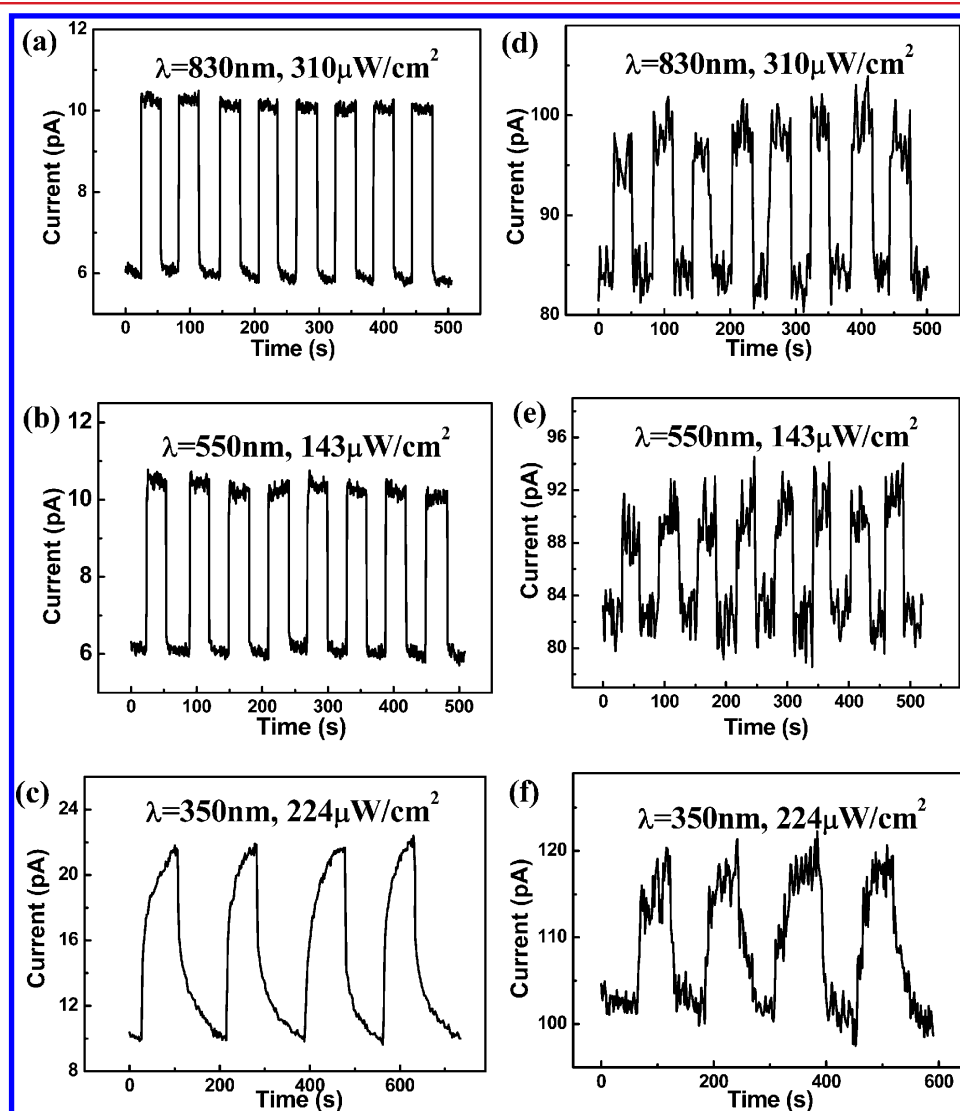 (a)
λ=830nm, 310μW/cm²
12
10
8
6
Current (pA)
0 100 200 300 400 500
Time (s)
(d)
λ=830nm, 310μW/cm²
100
90
80
Current (pA)
0 100 200 300 400 500
Time (s)
(b)
λ=550nm, 143μW/cm²
12
10
8
6
Current (pA)
0 100 200 300 400 500
Time (s)
(e)
λ=550nm, 143μW/cm²
96
92
88
84
80
Current (pA)
0 100 200 300 400 500
Time (s)
(c)
λ=350nm, 224μW/cm²
24
20
16
12
8
Current (pA)
0 200 400 600
Time (s)
(f)
λ=350nm, 224μW/cm²
120
110
100
Current (pA)
0 200 400 600
Time (s)